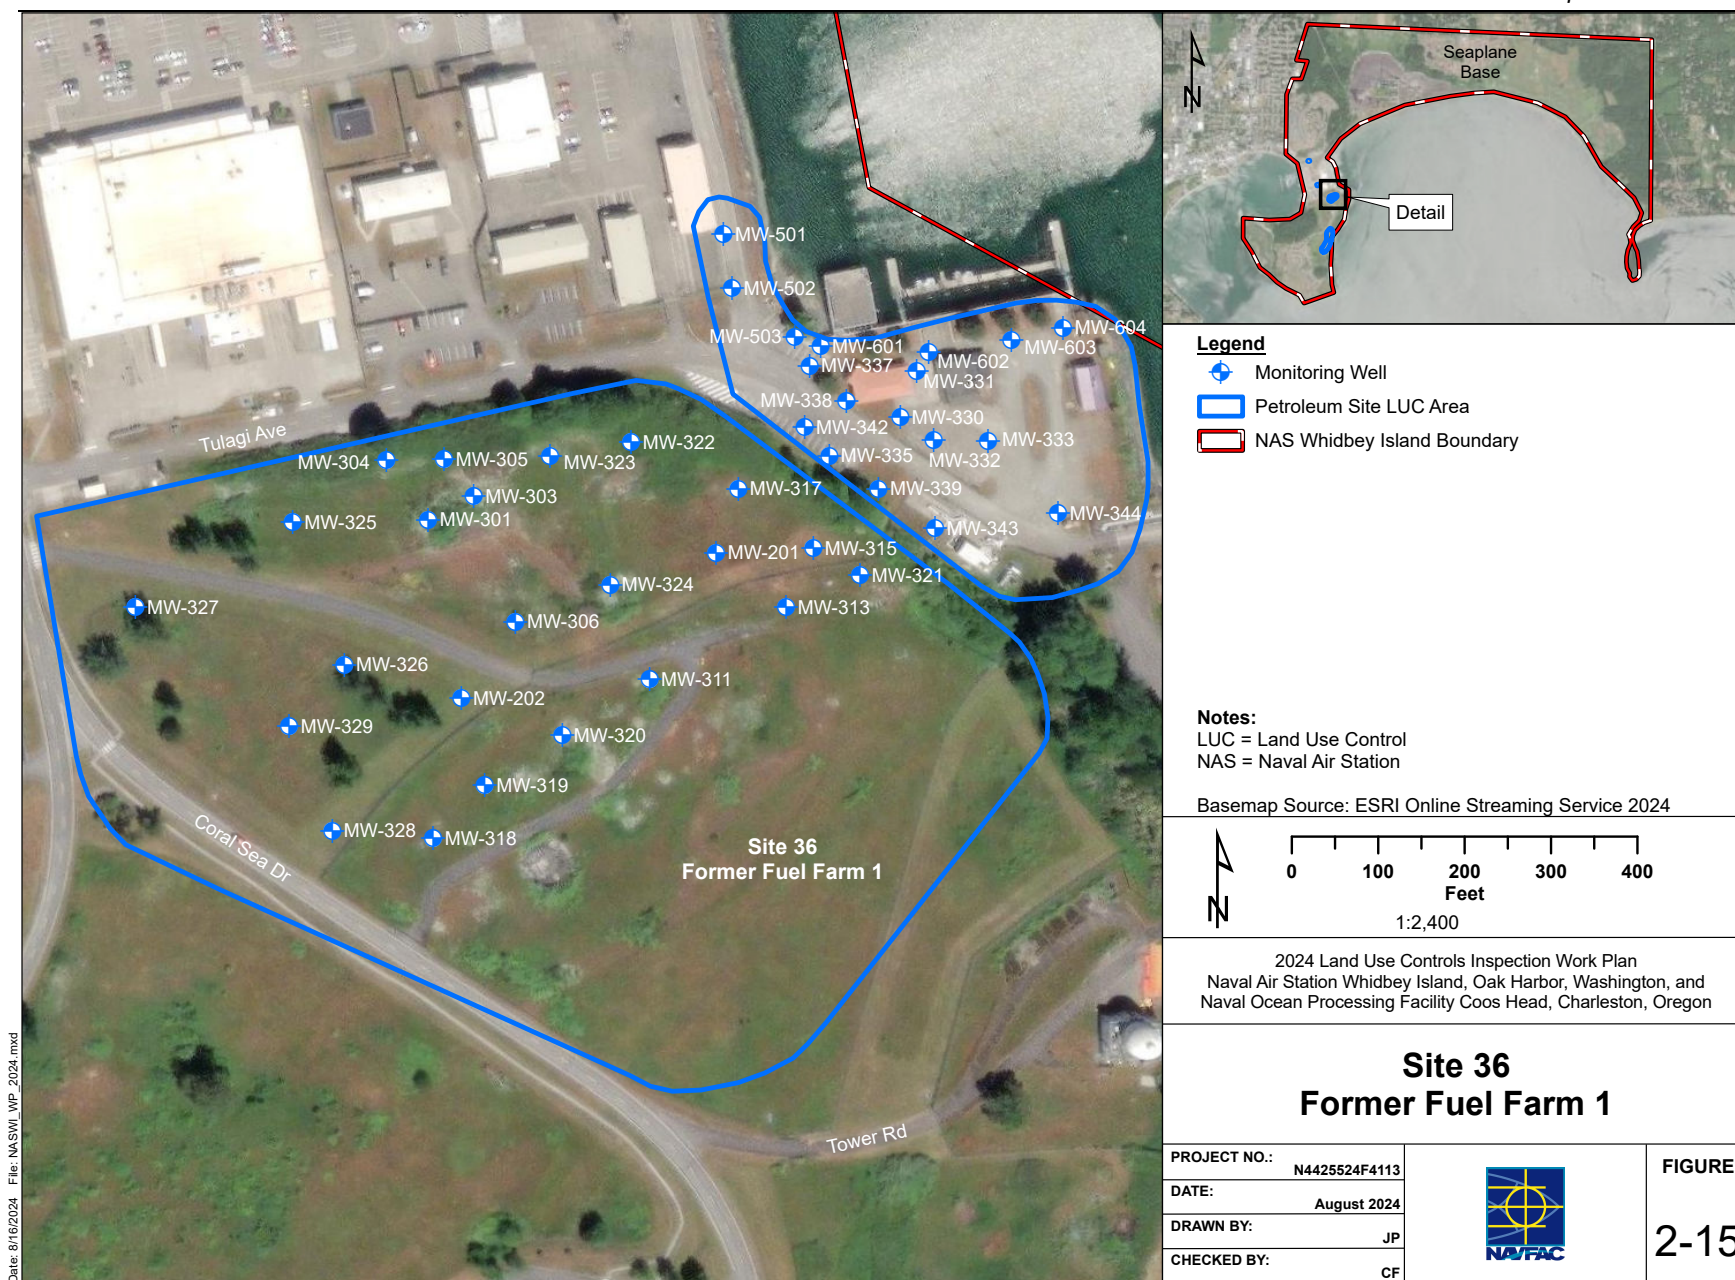 MW-501
MW-502
MW-503
MW-601
MW-337
MW-602
MW-331
MW-603
MW-604
MW-338
MW-330
MW-342
MW-333
MW-332
MW-335
MW-339
MW-344
MW-343
Tulagi Ave
MW-304
MW-305
MW-323
MW-322
MW-303
MW-317
MW-325
MW-301
MW-201
MW-315
MW-321
MW-324
MW-327
MW-313
MW-306
MW-326
MW-311
MW-202
MW-329
MW-320
MW-319
MW-328
MW-318
Coral Sea Dr
Site 36
Former Fuel Farm 1
Tower Rd
Date: 8/16/2024 File: NASWI_WP_2024.mxd
N
Seaplane
Base
Detail
Legend
Monitoring Well
Petroleum Site LUC Area
NAS Whidbey Island Boundary
Notes:
LUC = Land Use Control
NAS = Naval Air Station
Basemap Source: ESRI Online Streaming Service 2024
N
0 100 200 300 400
Feet
1:2,400
2024 Land Use Controls Inspection Work Plan
Naval Air Station Whidbey Island, Oak Harbor, Washington, and
Naval Ocean Processing Facility Coos Head, Charleston, Oregon
Site 36
Former Fuel Farm 1
PROJECT NO.:
N4425524F4113
DATE:
August 2024
DRAWN BY:
JP
CHECKED BY:
CF
NAVFAC
FIGURE
2-15